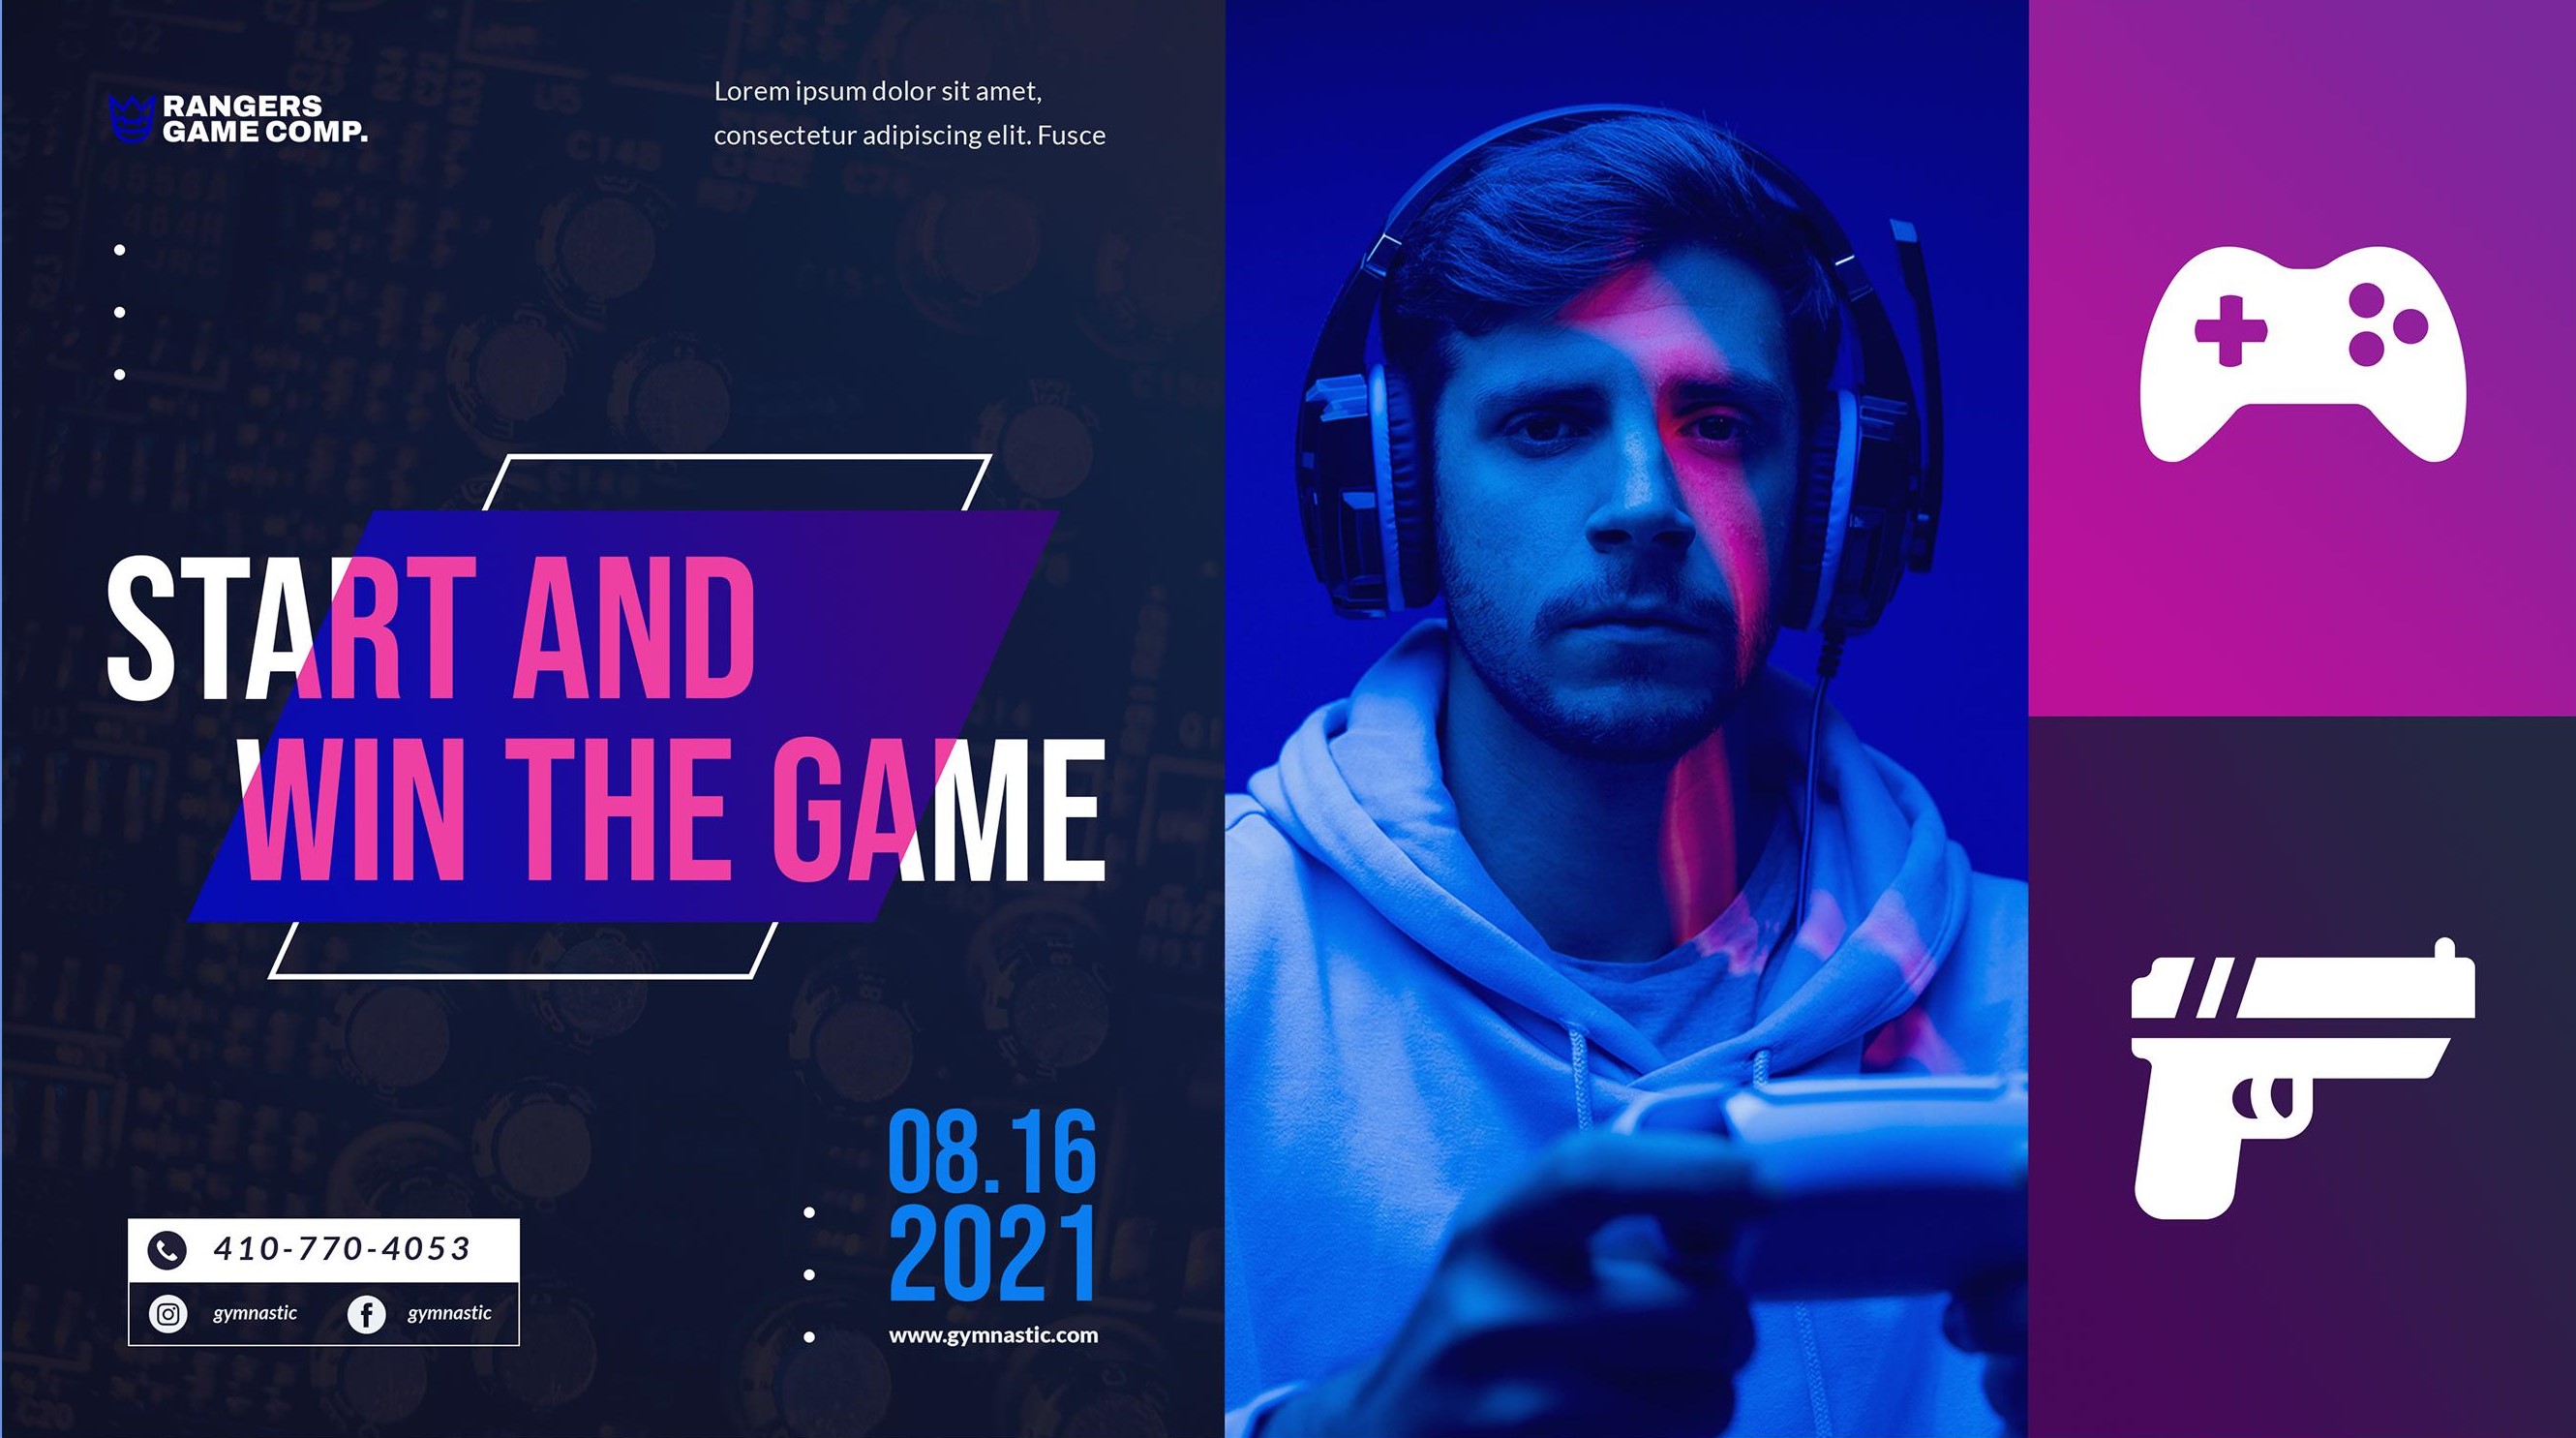 RANGERS
GAME COMP.
Lorem ipsum dolor sit amet,
consectetur adipiscing elit. Fusce
START AND
WIN THE GAME
08.16
2021
www.gymnastic.com
410-770-4053
gymnastic
gymnastic